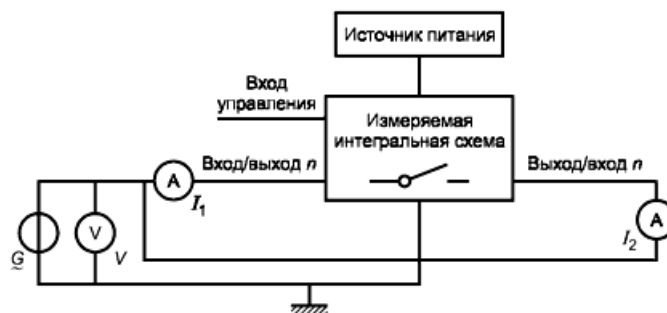 Источник питания
Вход
управления
Измеряемая
интегральная схема
Вход/выход n
Выход/вход n
A
I1
A
I2
V
V
G